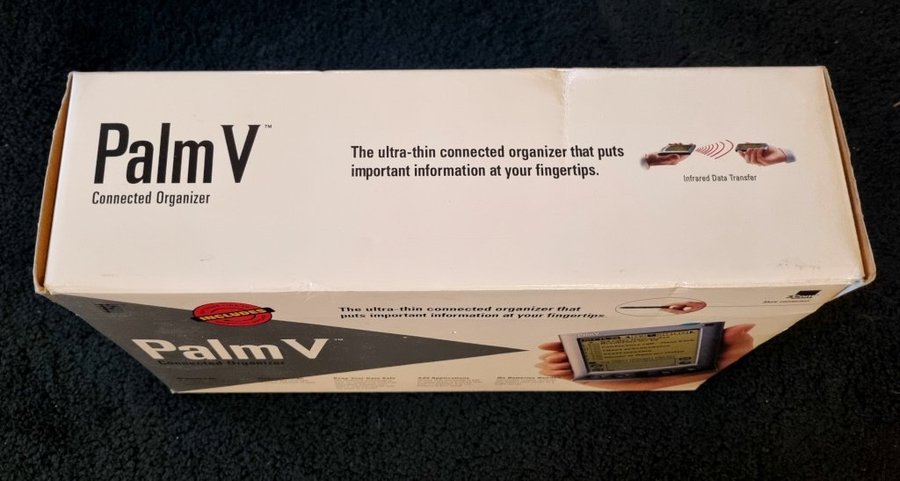 Palm V™
Connected Organizer
The ultra-thin connected organizer that puts
important information at your fingertips.
Infrared Data Transfer
INCLUDES
The ultra-thin connected organizer that
puts important information at your fingertips.
Palm V™
Connected Organizer